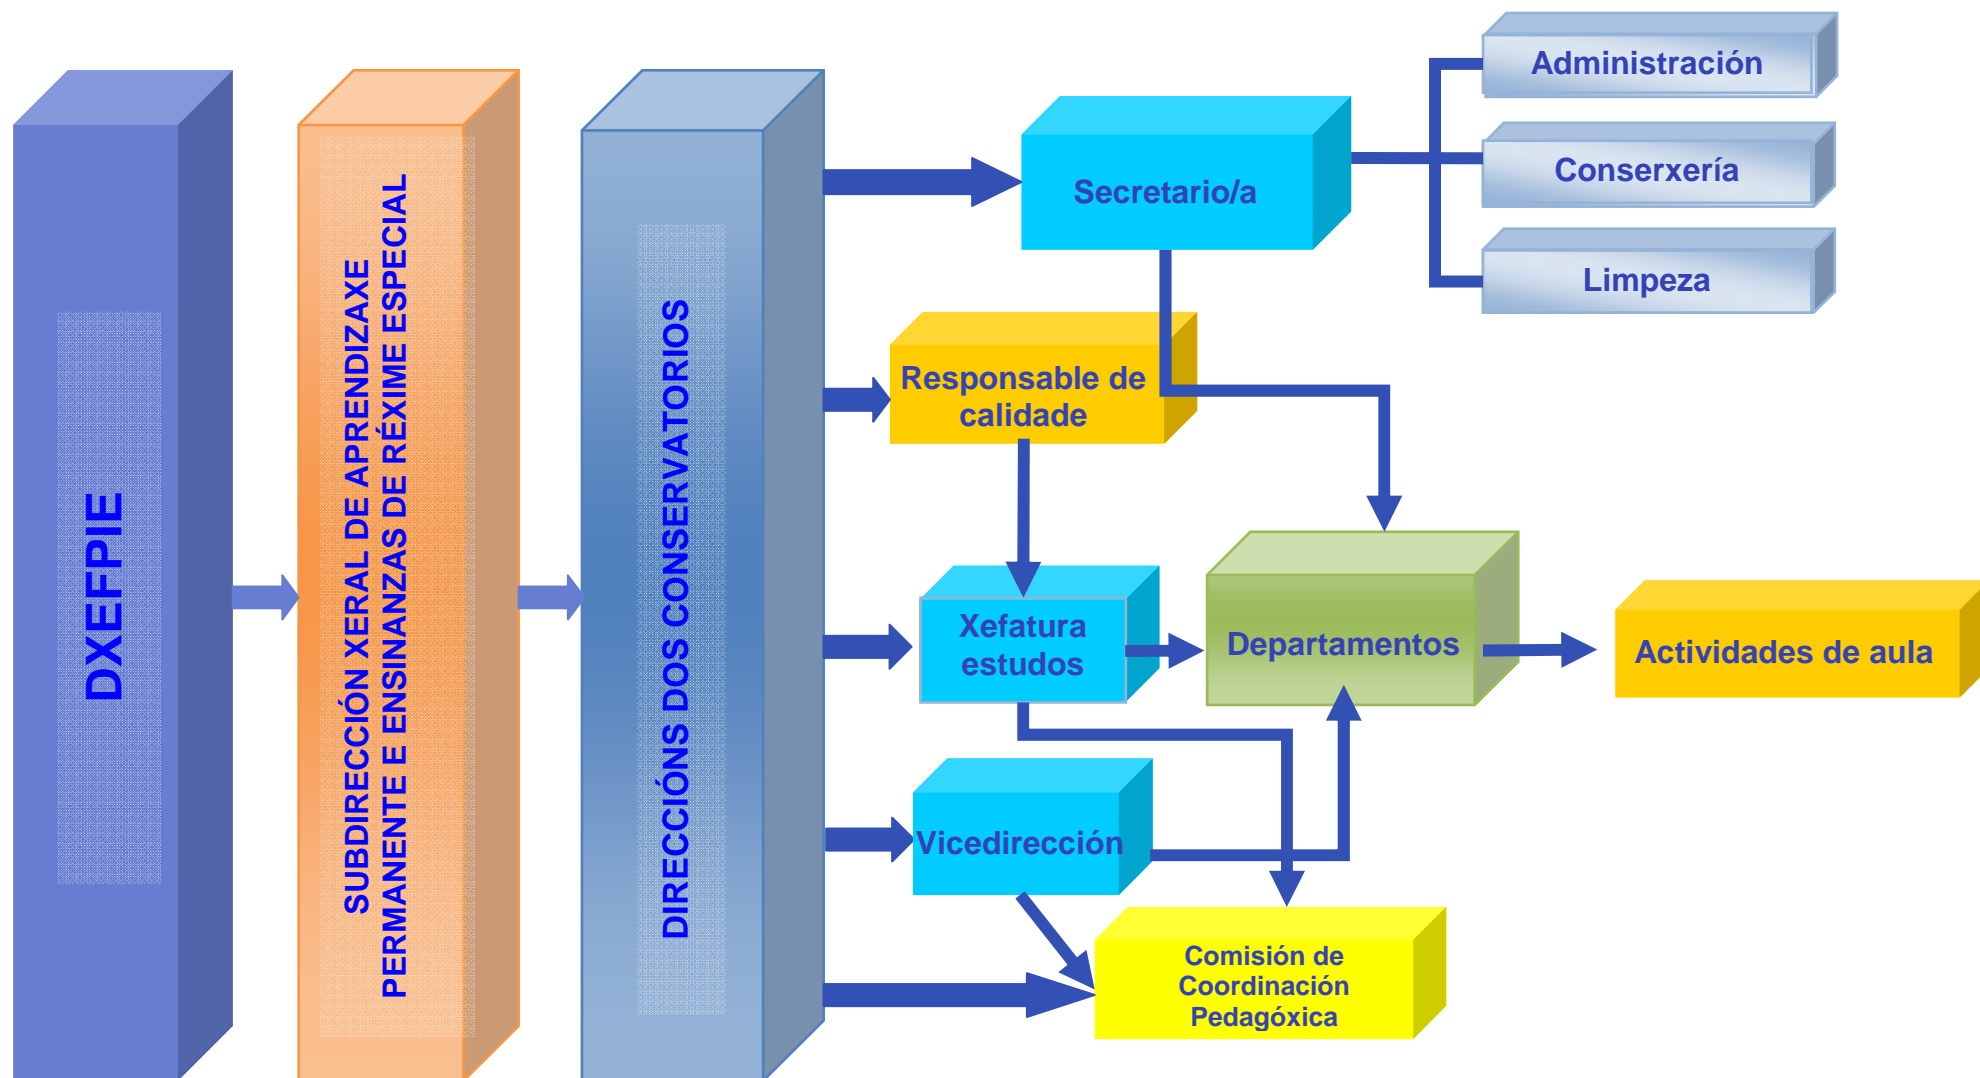 DXEFPIE
SUBDIRECCIÓN XERAL DE APRENDIZAXE
PERMANENTE E ENSINANZAS DE RÉXIME ESPECIAL
DIRECCIÓNS DOS CONSERVATORIOS
Secretario/a
Administración
Conserxería
Limpeza
Responsable de
calidade
Xefatura
estudos
Departamentos
Actividades de aula
Vicedirección
Comisión de
Coordinación
Pedagóxica